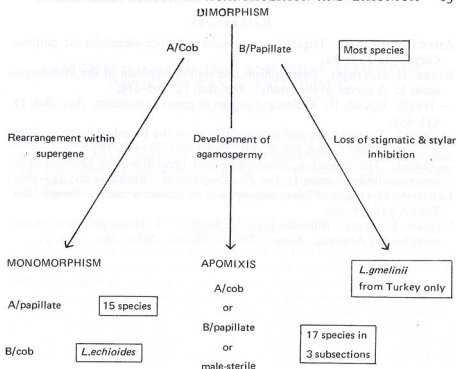 DIMORPHISM
A/Cob
B/Papillate
Most species
Rearrangement within
supergene
Development of
agamospermy
Loss of stigmatic & stylar
inhibition
MONOMORPHISM
APOMIXIS
L.gmelinii
from Turkey only
A/papillate
15 species
A/cob
or
B/papillate
or
male-sterile
17 species in
3 subsections
B/cob
L.echioides